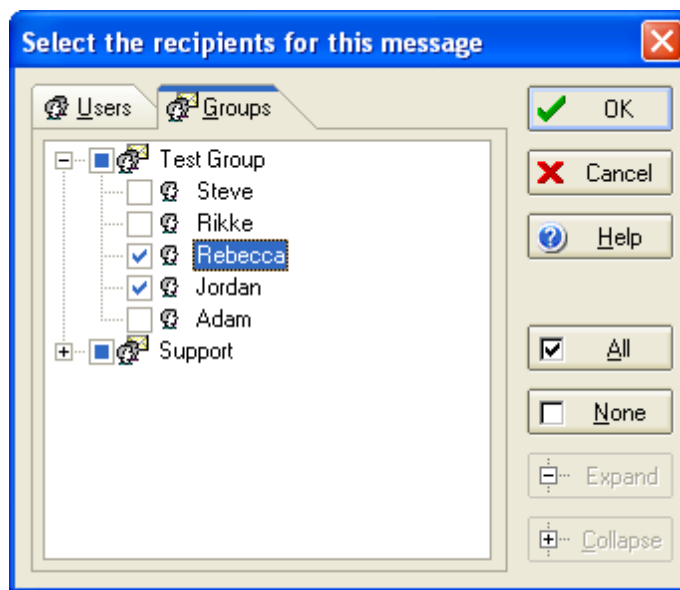 Select the recipients for this message
Users
Groups
Test Group
Steve
Rikke
Rebecca
Jordan
Adam
Support
OK
Cancel
Help
All
None
Expand
Collapse